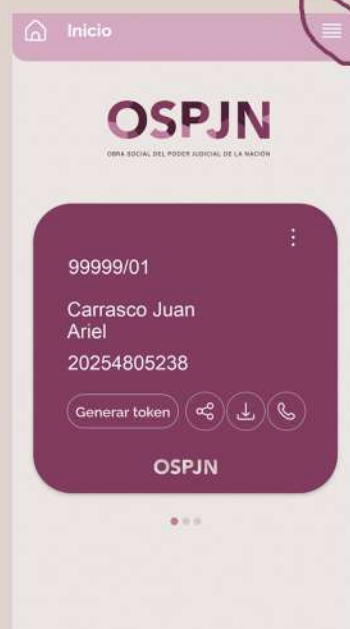 Inicio
OSPJN
OBRA SOCIAL DEL PODER JUDICIAL DE LA NACIÓN
99999/01
Carrasco Juan
Ariel
20254805238
Generar token
OSPJN